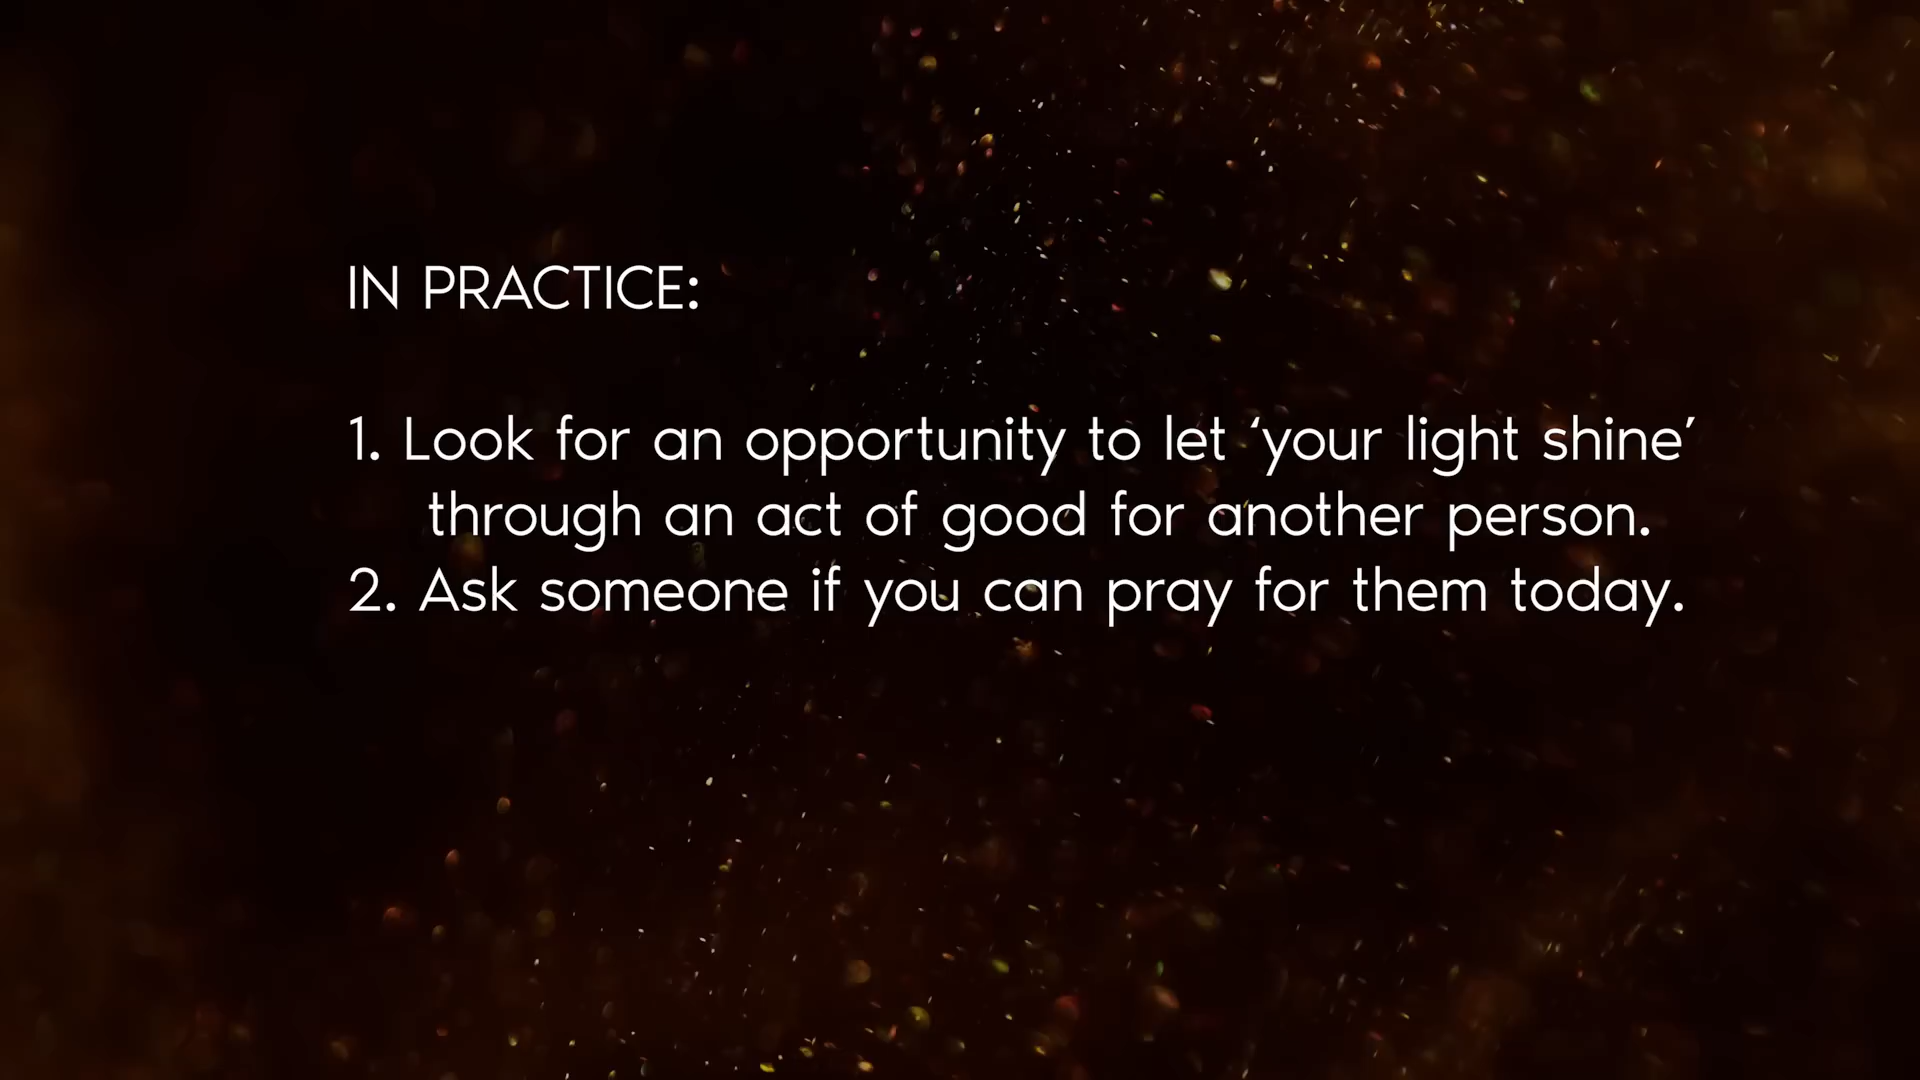 IN PRACTICE:
1. Look for an opportunity to let ‘your light shine’
through an act of good for another person.
2. Ask someone if you can pray for them today.